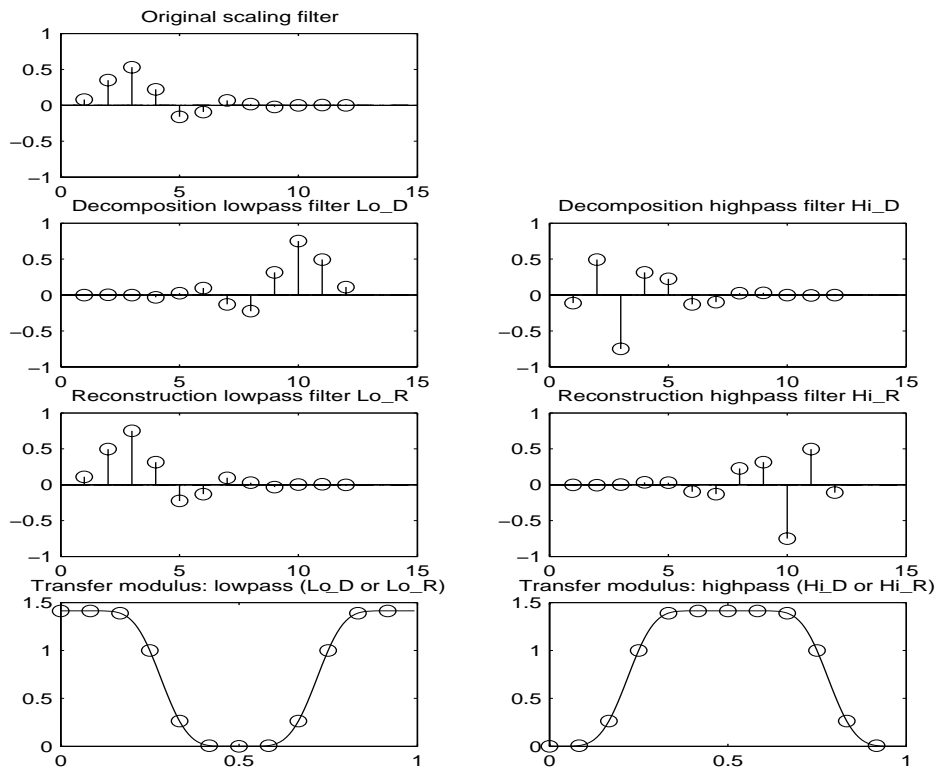 Original scaling filter
1
0.5
0
−0.5
−1
0 5 10 15
Decomposition lowpass filter Lo_D
1
0.5
0
−0.5
−1
0 5 10 15
Decomposition highpass filter Hi_D
1
0.5
0
−0.5
−1
0 5 10 15
Reconstruction lowpass filter Lo_R
1
0.5
0
−0.5
−1
0 5 10 15
Reconstruction highpass filter Hi_R
1
0.5
0
−0.5
−1
0 5 10 15
Transfer modulus: lowpass (Lo_D or Lo_R)
1.5
1
0.5
0
0 0.5 1
Transfer modulus: highpass (Hi_D or Hi_R)
1.5
1
0.5
0
0 0.5 1